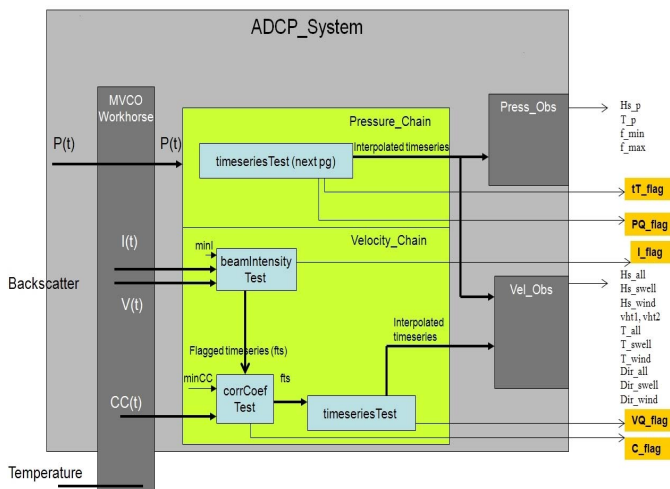 ADCP_System
MVCO
Workhorse
Press_Obs
Hs_p
T_p
f_min
f_max
Pressure_Chain
P(t)
P(t)
timeseriesTest (next pg)
Interpolated timeseries
tT_flag
PQ_flag
Velocity_Chain
I_flag
I(t)
minI
beamIntensity
Test
Backscatter
V(t)
Vel_Obs
Hs_all
Hs_swell
Hs_wind
vht1, vht2
T_all
T_swell
T_wind
Dir_all
Dir_swell
Dir_wind
Interpolated
timeseries
Flagged timeseries (fts)
minCC
corrCoef
Test
fts
CC(t)
timeseriesTest
VQ_flag
C_flag
Temperature